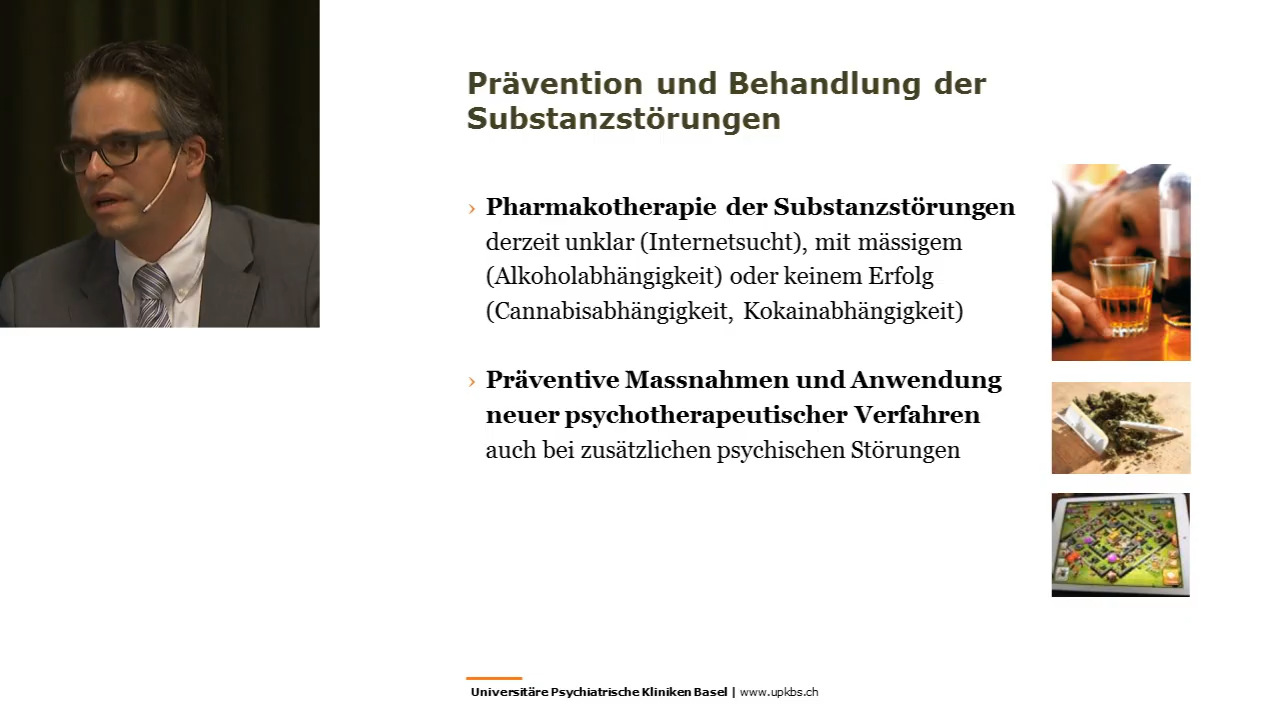 Prävention und Behandlung der
Substanzstörungen
› Pharmakotherapie der Substanzstörungen
derzeit unklar (Internetsucht), mit mässigem
(Alkoholabhängigkeit) oder keinem Erfolg
(Cannabisabhängigkeit, Kokainabhängigkeit)
› Präventive Massnahmen und Anwendung
neuer psychotherapeutischer Verfahren
auch bei zusätzlichen psychischen Störungen
Universitäre Psychiatrische Kliniken Basel | www.upkbs.ch